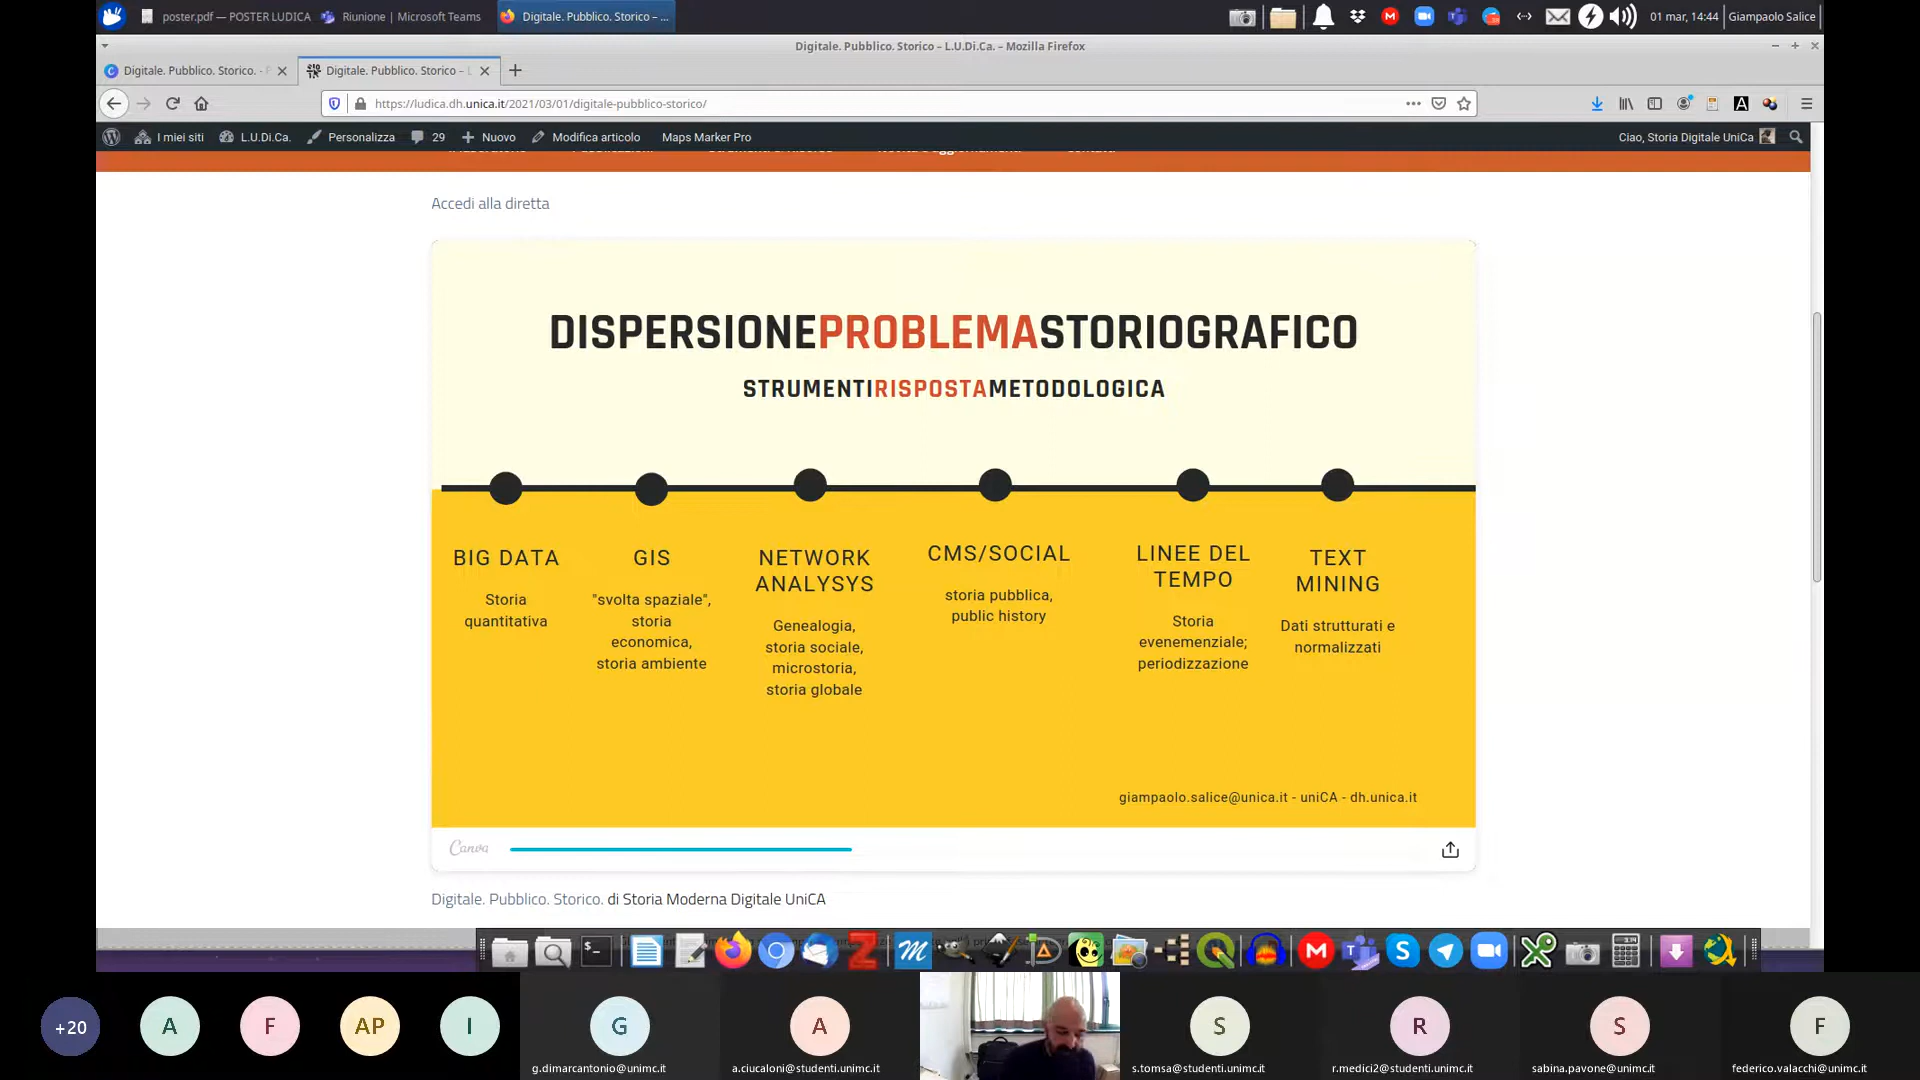 poster.pdf — POSTER LUDICA
Riunione | Microsoft Teams
Digitale. Pubblico. Storico – ...
01 mar, 14:44
Giampaolo Salice
Digitale. Pubblico. Storico – L.U.Di.Ca. – Mozilla Firefox
Digitale. Pubblico. Storico. - P
Digitale. Pubblico. Storico – L
https://ludica.dh.unica.it/2021/03/01/digitale-pubblico-storico/
I miei siti
L.U.Di.Ca.
Personalizza
29
Nuovo
Modifica articolo
Maps Marker Pro
Ciao, Storia Digitale UniCa
Accedi alla diretta
DISPERSIONEPROBLEMASTORIOGRAFICO
STRUMENTIRISPOSTAMETODOLOGICA
BIG DATA
Storia
quantitativa
GIS
"svolta spaziale",
storia
economica,
storia ambiente
NETWORK
ANALYSYS
Genealogia,
storia sociale,
microstoria,
storia globale
CMS/SOCIAL
storia pubblica,
public history
LINEE DEL
TEMPO
Storia
evenemenziale;
periodizzazione
TEXT
MINING
Dati strutturati e
normalizzati
giampaolo.salice@unica.it - uniCA - dh.unica.it
Canva
Digitale. Pubblico. Storico. di Storia Moderna Digitale UniCA
+20
A
F
AP
I
G
g.dimarcantonio@unimc.it
A
a.ciucaloni@studenti.unimc.it
S
s.tomsa@studenti.unimc.it
R
r.medici2@studenti.unimc.it
S
sabina.pavone@unimc.it
F
federico.valacchi@unimc.it